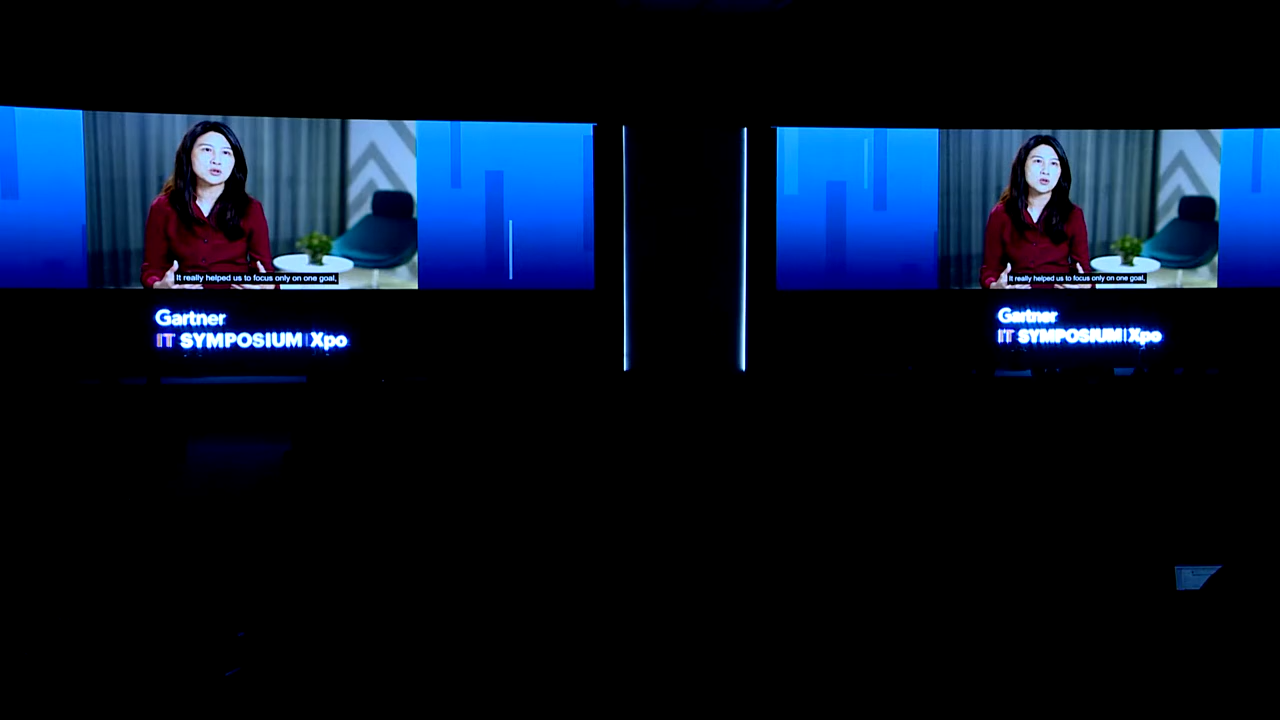 It really helped us to focus only on one goal,
Gartner
IT SYMPOSIUM | Xpo
It really helped us to focus only on one goal,
Gartner
IT SYMPOSIUM | Xpo